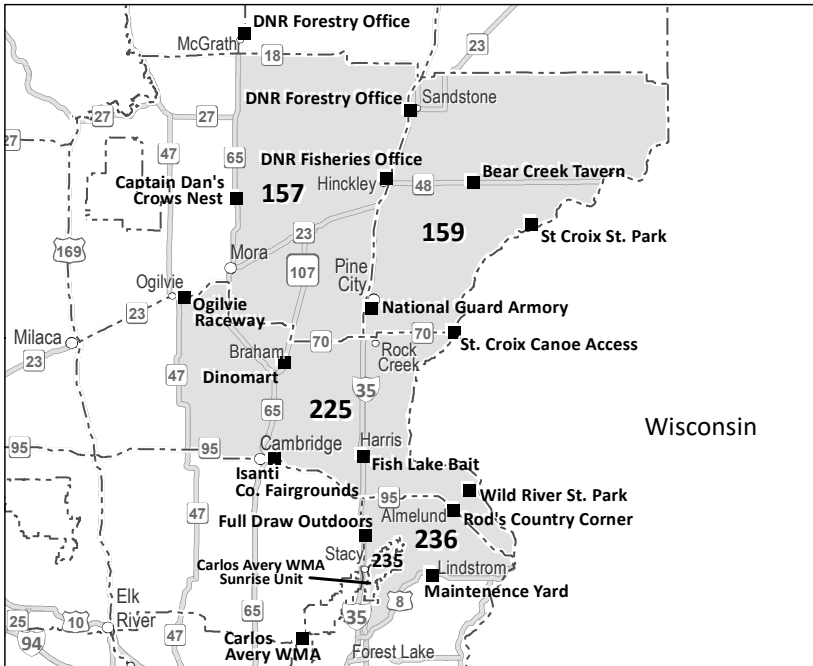 DNR Forestry Office
McGrath
23
18
DNR Forestry Office
Sandstone
27
27
27
47
65
DNR Fisheries Office
Bear Creek Tavern
Hinckley
48
Captain Dan's
Crows Nest
157
23
159
St Croix St. Park
169
Mora
107
Pine
City
Ogilvie
Ogilvie
Raceway
National Guard Armory
23
Milaca
70
70
St. Croix Canoe Access
Braham
Rock
Creek
23
Dinomart
47
35
65
225
Wisconsin
95
95
Cambridge
Harris
Isanti
Co. Fairgrounds
Fish Lake Bait
Wild River St. Park
95
Almelund
Rod's Country Corner
47
Full Draw Outdoors
236
Stacy
235
Carlos Avery WMA
Sunrise Unit
Lindstrom
Maintenence Yard
Elk
River
65
8
35
25
10
94
47
Carlos
Avery WMA
Forest Lake